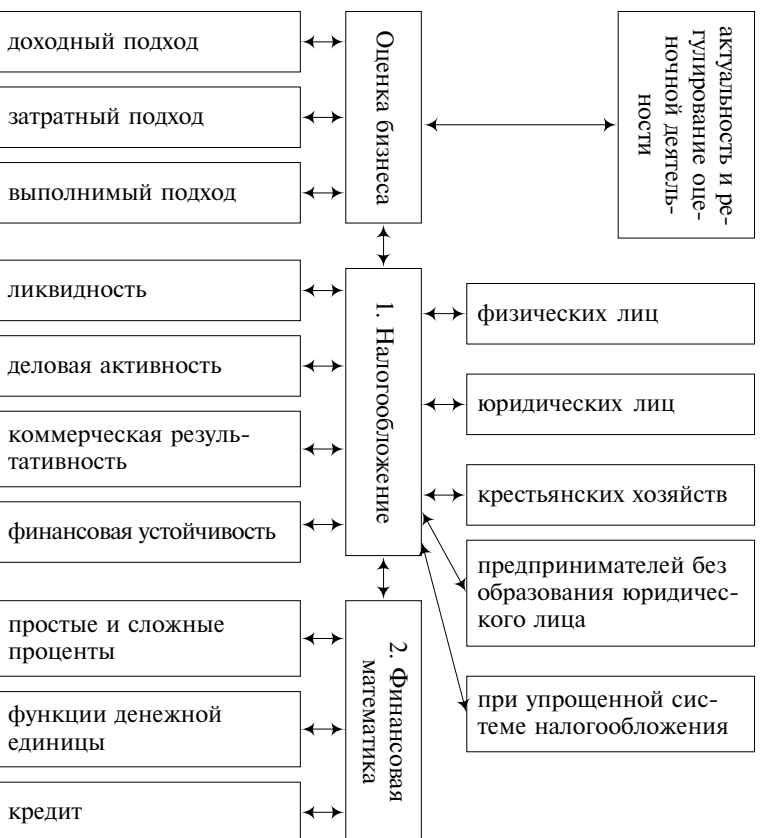 доходный подход
затратный подход
выполнимый подход
Оценка бизнеса
актуальность и ре-
гулирование оце-
ночной деятель-
ности
ликвидность
деловая активность
коммерческая резуль-
тативность
финансовая устойчивость
1. Налогообложение
физических лиц
юридических лиц
крестьянских хозяйств
предпринимателей без
образования юридичес-
кого лица
при упрощенной сис-
теме налогообложения
простые и сложные
проценты
функции денежной
единицы
кредит
2. Финансовая
математика